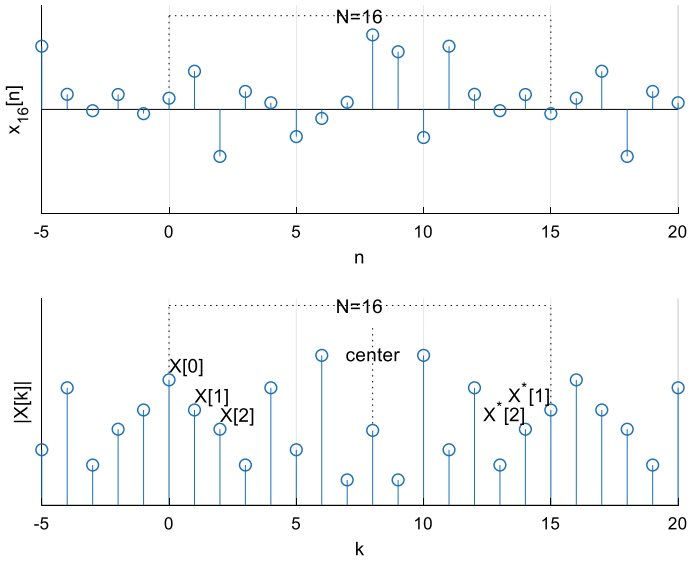 N=16
x16[n]
-5 0 5 10 15 20
n
N=16
center
X[0]
X[1]
X*[1]
X[2]
X*[2]
|X[k]|
-5 0 5 10 15 20
k